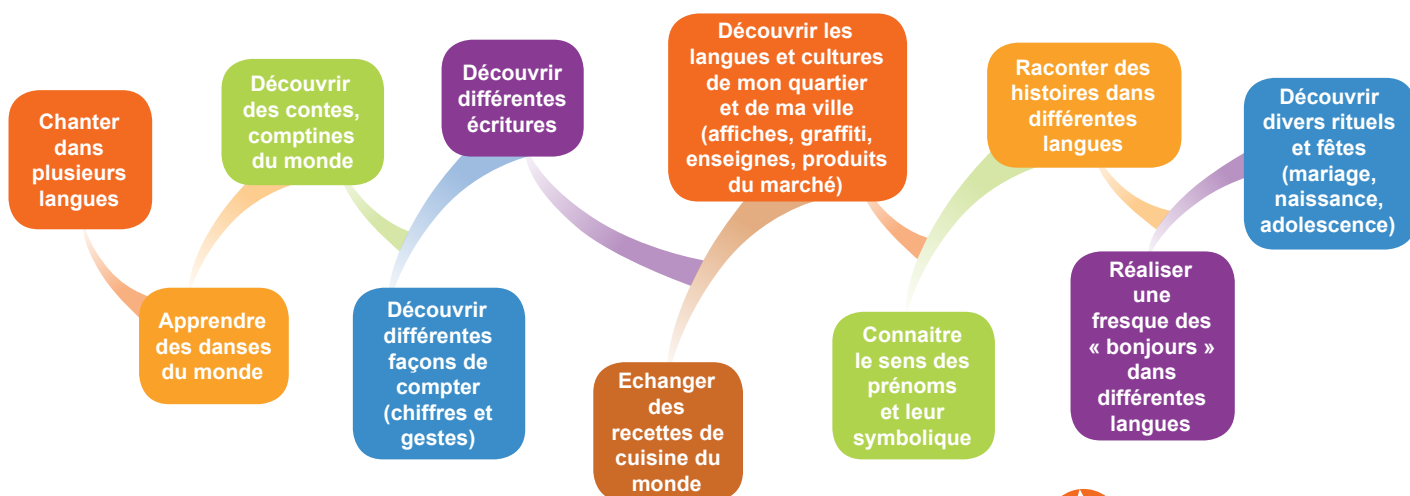 Chanter
dans
plusieurs
langues
Apprendre
des danses
du monde
Découvrir
des contes,
comptines
du monde
Découvrir
différentes
façons de
compter
(chiffres et
gestes)
Découvrir
différentes
écritures
Echanger
des
recettes de
cuisine du
monde
Découvrir les
langues et cultures
de mon quartier
et de ma ville
(affiches, graffiti,
enseignes, produits
du marché)
Connaitre
le sens des
prénoms
et leur
symbolique
Raconter des
histoires dans
différentes
langues
Réaliser
une
fresque des
« bonjours »
dans
différentes
langues
Découvrir
divers rituels
et fêtes
(mariage,
naissance,
adolescence)